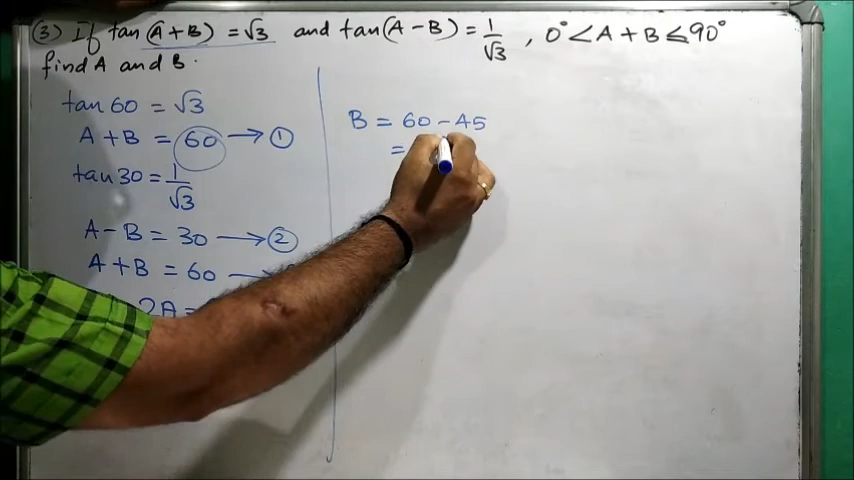 (3) If tan(A+B) = √3 and tan(A-B) = 1/√3, 0° < A + B ≤ 90°
find A and B.
tan 60 = √3
A + B = 60 → ①
tan 30 = 1/√3
A - B = 30 → ②
A + B = 60 →
2A =
B = 60 - 45
=